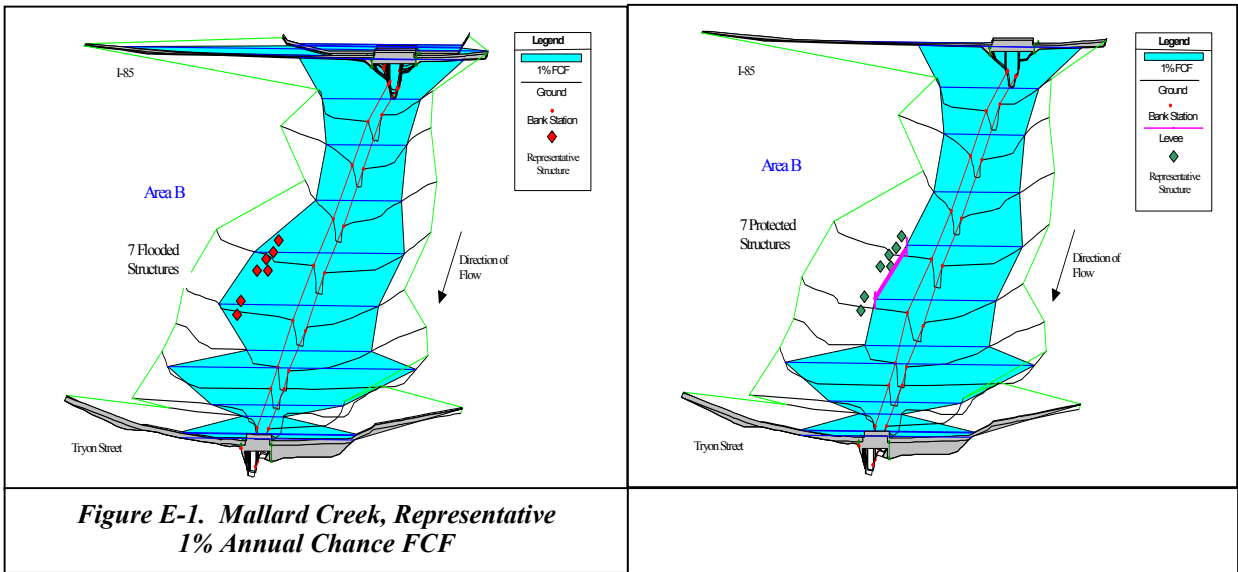 I-85
Area B
7 Flooded
Structures
Direction of
Flow
Tryon Street
Legend
1% FCF
Ground
Bank Station
Representative
Structure
Figure E-1. Mallard Creek, Representative
1% Annual Chance FCF
I-85
Area B
7 Protected
Structures
Direction of
Flow
Tryon Street
Legend
1% FCF
Ground
Bank Station
Levee
Representative
Structure